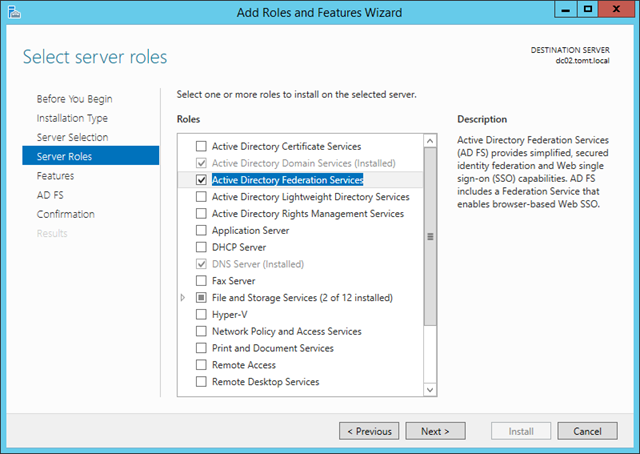 Add Roles and Features Wizard
Select server roles
DESTINATION SERVER
dc02.tomt.local
Before You Begin
Installation Type
Server Selection
Server Roles
Features
AD FS
Confirmation
Results
Select one or more roles to install on the selected server.
Roles
Active Directory Certificate Services
Active Directory Domain Services (Installed)
Active Directory Federation Services
Active Directory Lightweight Directory Services
Active Directory Rights Management Services
Application Server
DHCP Server
DNS Server (Installed)
Fax Server
File and Storage Services (2 of 12 installed)
Hyper-V
Network Policy and Access Services
Print and Document Services
Remote Access
Remote Desktop Services
Description
Active Directory Federation Services
(AD FS) provides simplified, secured
identity federation and Web single
sign-on (SSO) capabilities. AD FS
includes a Federation Service that
enables browser-based Web SSO.
< Previous
Next >
Install
Cancel